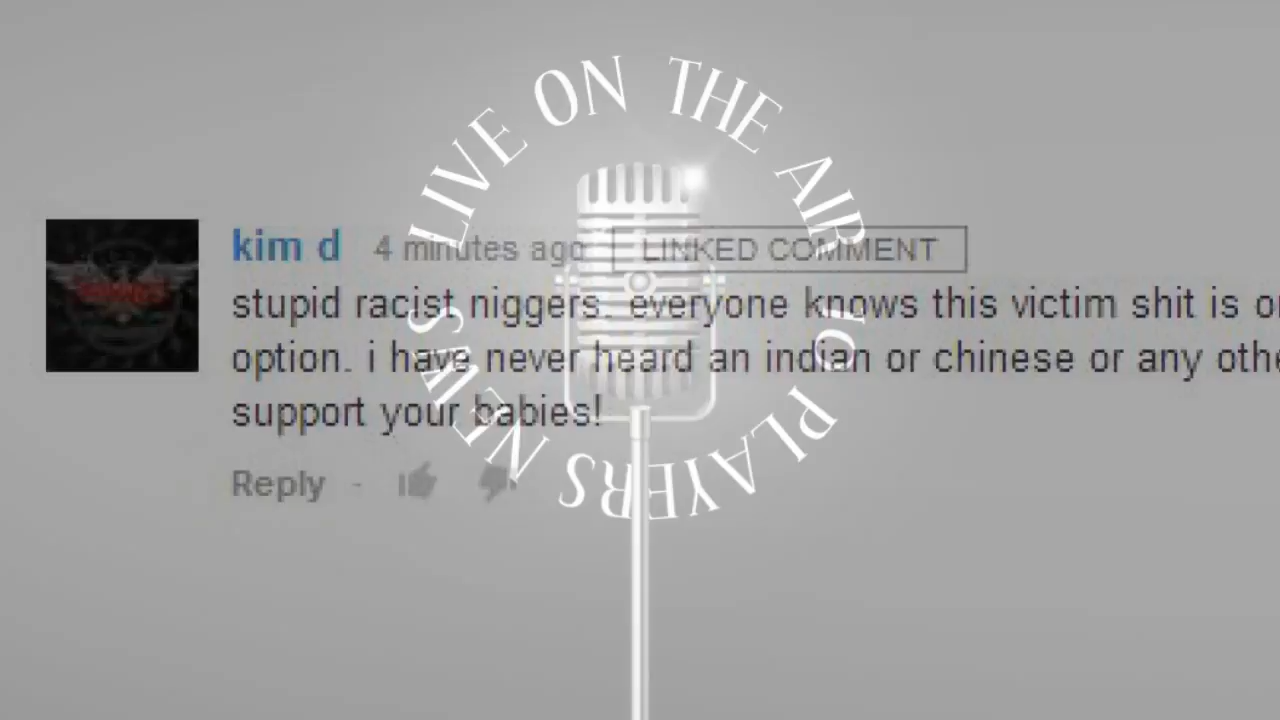 LIVE ON THE AIR
kim d 4 minutes ago LINKED COMMENT
stupid racist niggers. everyone knows this victim shit is
option. i have never heard an indian or chinese or any
support your babies!
Reply -
JO PLAYERS NEWS